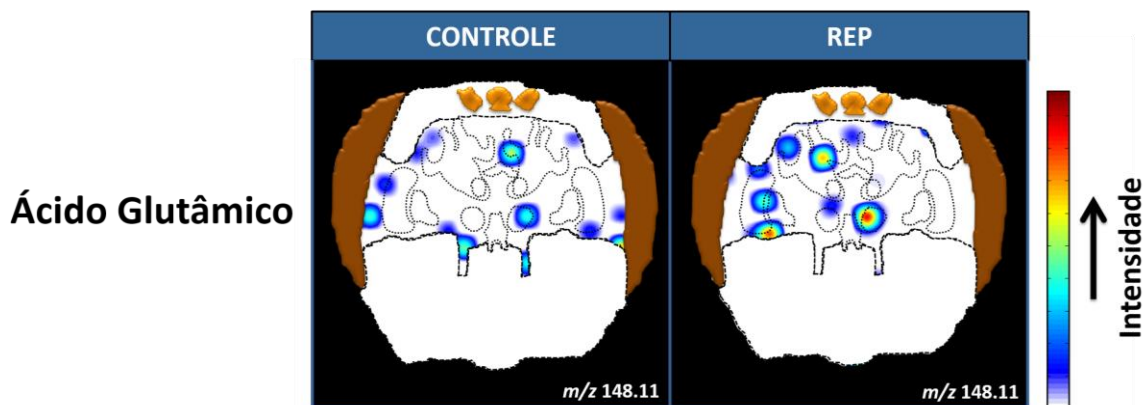 CONTROLE
REP
Ácido Glutâmico
m/z 148.11
m/z 148.11
Intensidade